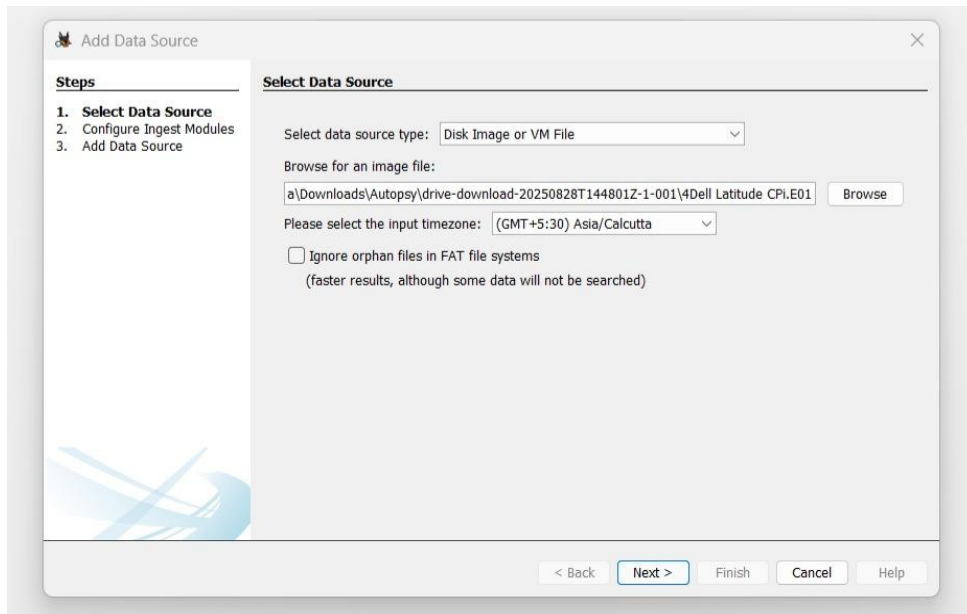 Add Data Source
Steps
1. Select Data Source
2. Configure Ingest Modules
3. Add Data Source
Select Data Source
Select data source type: Disk Image or VM File
Browse for an image file:
a\Downloads\Autopsy\drive-download-20250828T144801Z-1-001\4Dell Latitude CPi.E01 Browse
Please select the input timezone: (GMT+5:30) Asia/Calcutta
Ignore orphan files in FAT file systems
(faster results, although some data will not be searched)
< Back Next > Finish Cancel Help